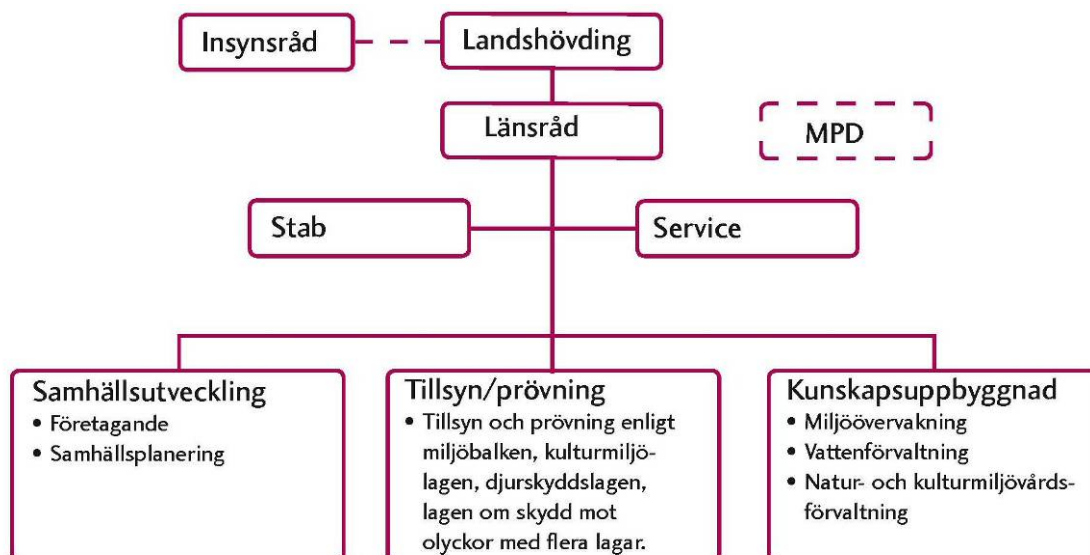 Insynsråd
Landshövding
Länsråd
MPD
Stab
Service
Samhällsutveckling
• Företagande
• Samhällsplanering
Tillsyn/prövning
• Tillsyn och prövning enligt
miljöbalken, kulturmiljö-
lagen, djurskyddslagen,
lagen om skydd mot
olyckor med flera lagar.
Kunskapsuppbyggnad
• Miljöövervakning
• Vattenförvaltning
• Natur- och kulturmiljövårds-
förvaltning